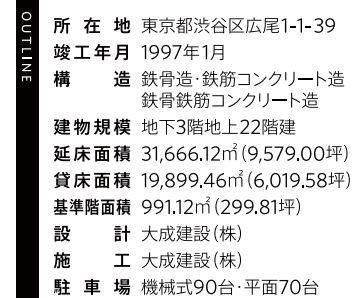 OUTLINE
所在地 東京都渋谷区広尾1-1-39
竣工年月 1997年1月
構造 鉄骨造・鉄筋コンクリート造
鉄骨鉄筋コンクリート造
建物規模 地下3階地上22階建
延床面積 31,666.12㎡(9,579.00坪)
貸床面積 19,899.46㎡(6,019.58坪)
基準階面積 991.12㎡(299.81坪)
設計 大成建設(株)
施工 大成建設(株)
駐車場 機械式90台・平面70台